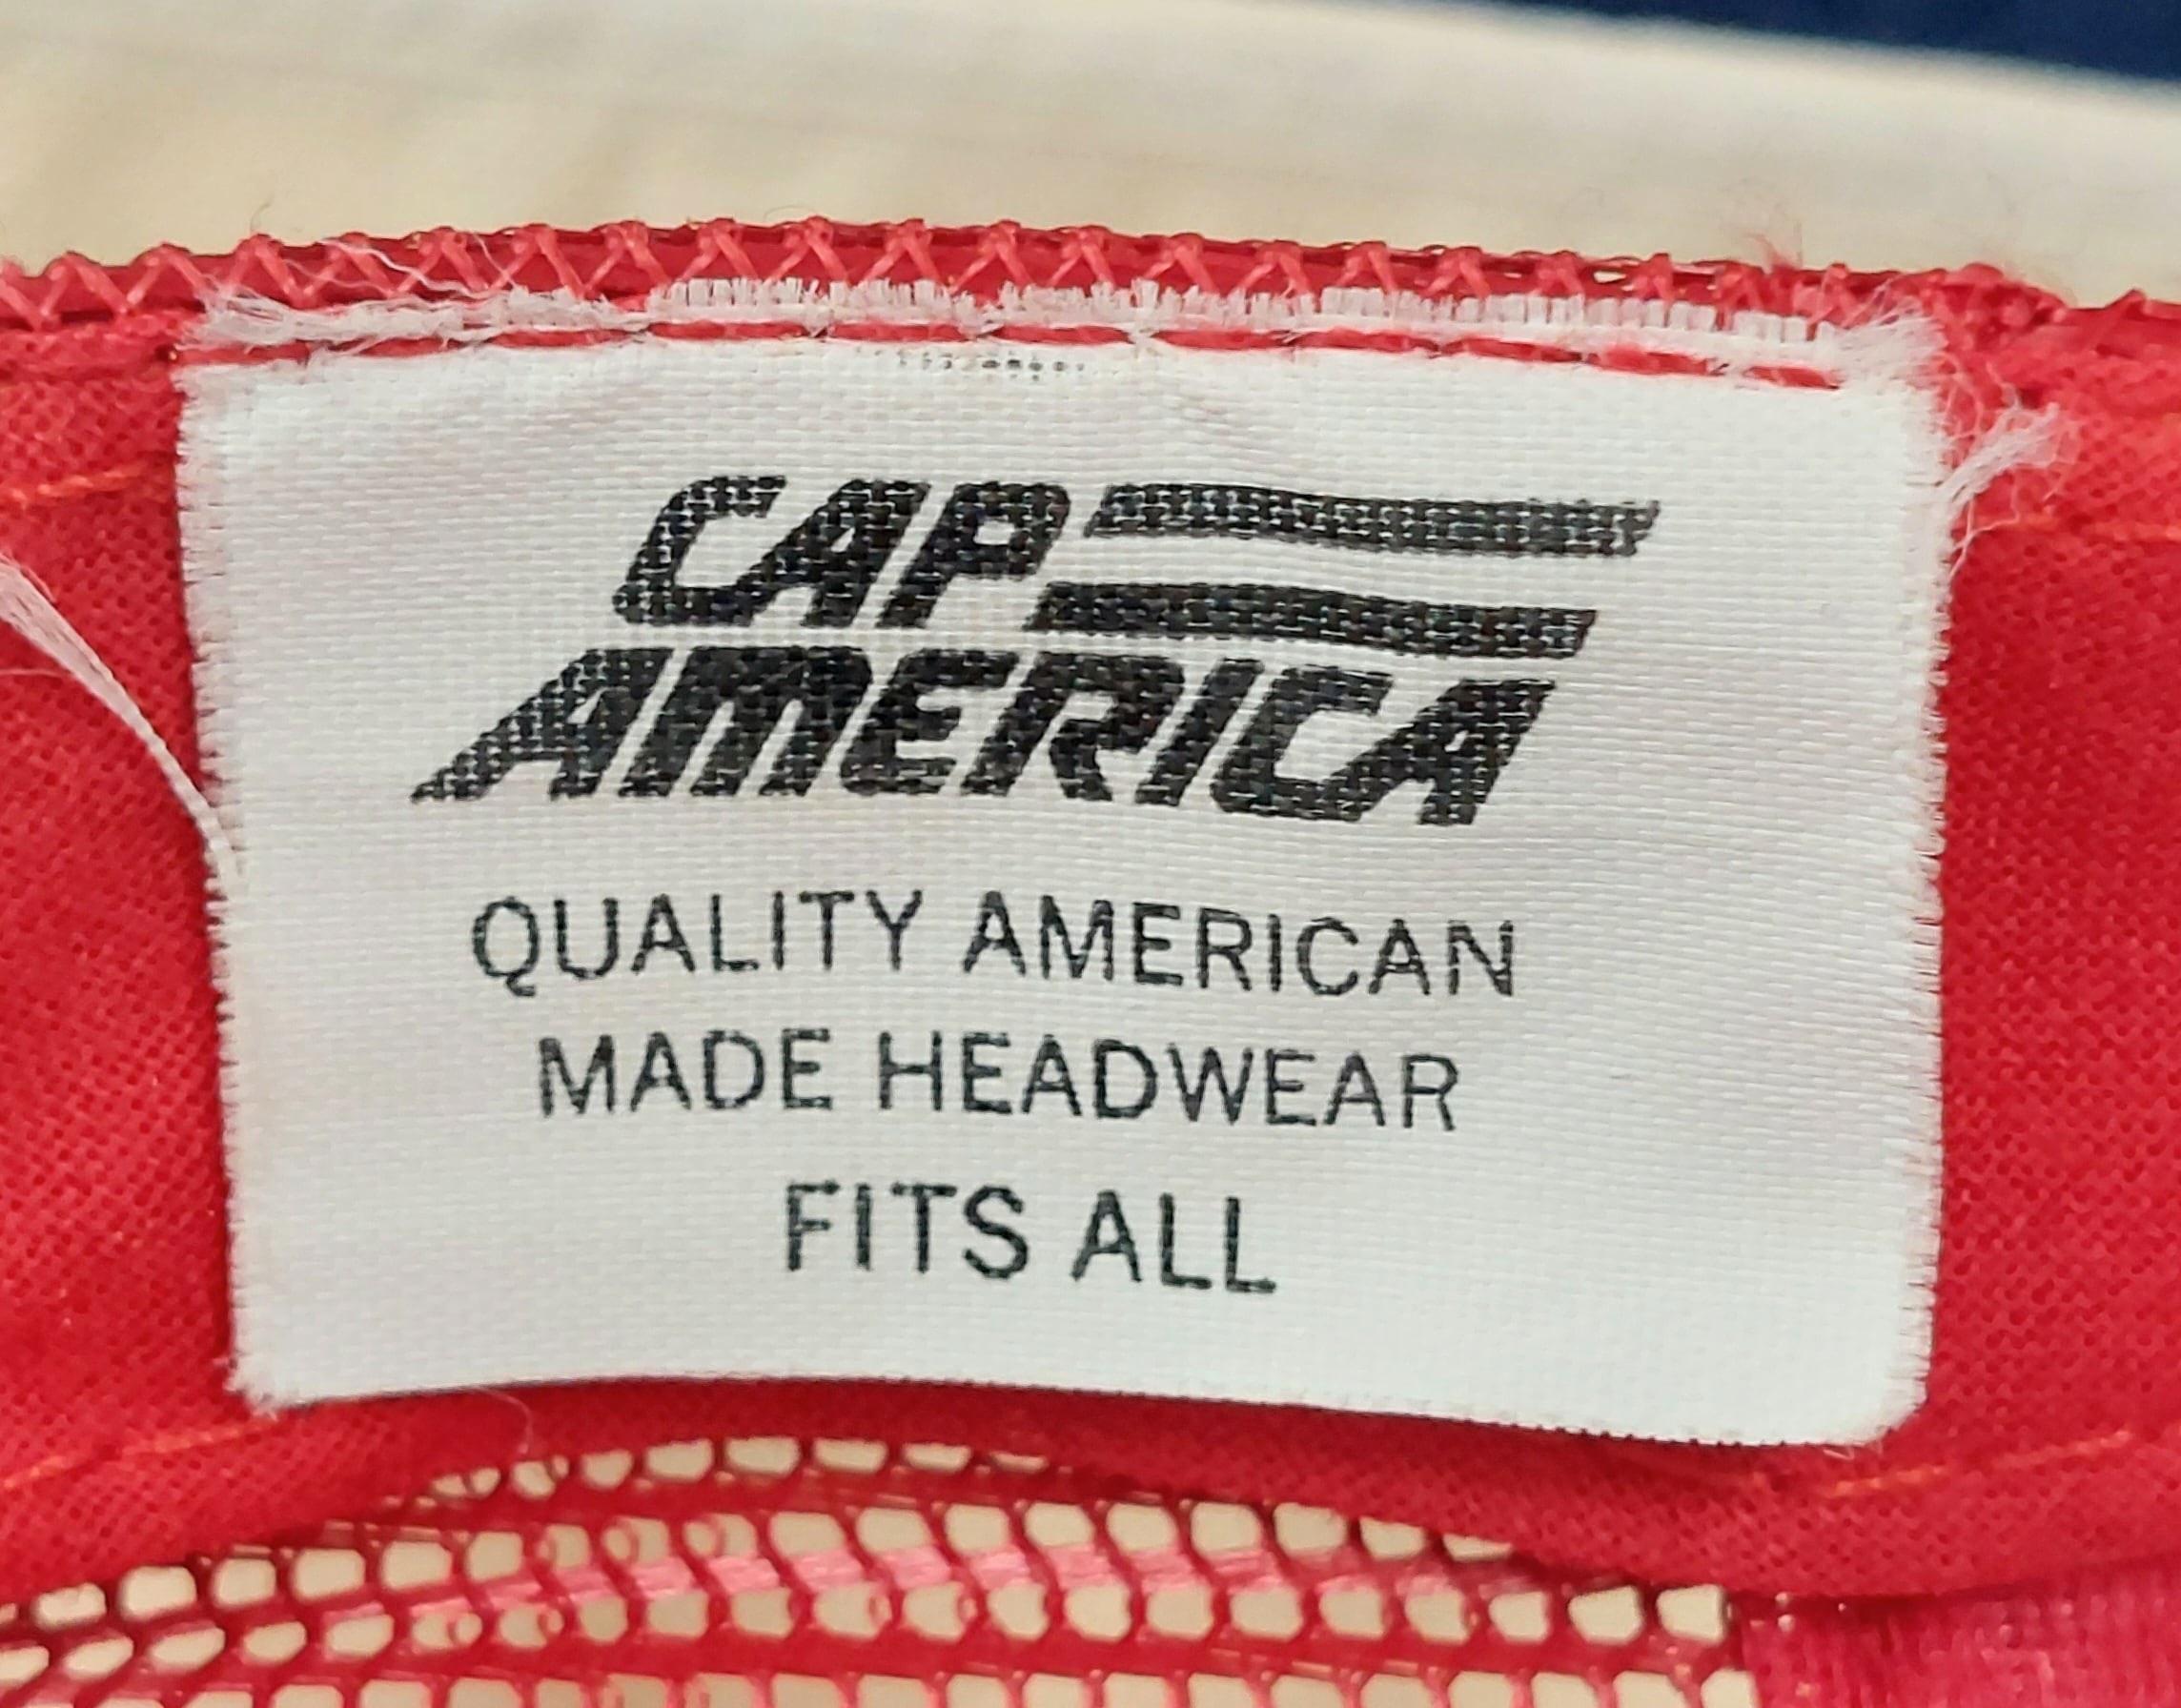 CAP
AMERICA
QUALITY AMERICAN
MADE HEADWEAR
FITS ALL